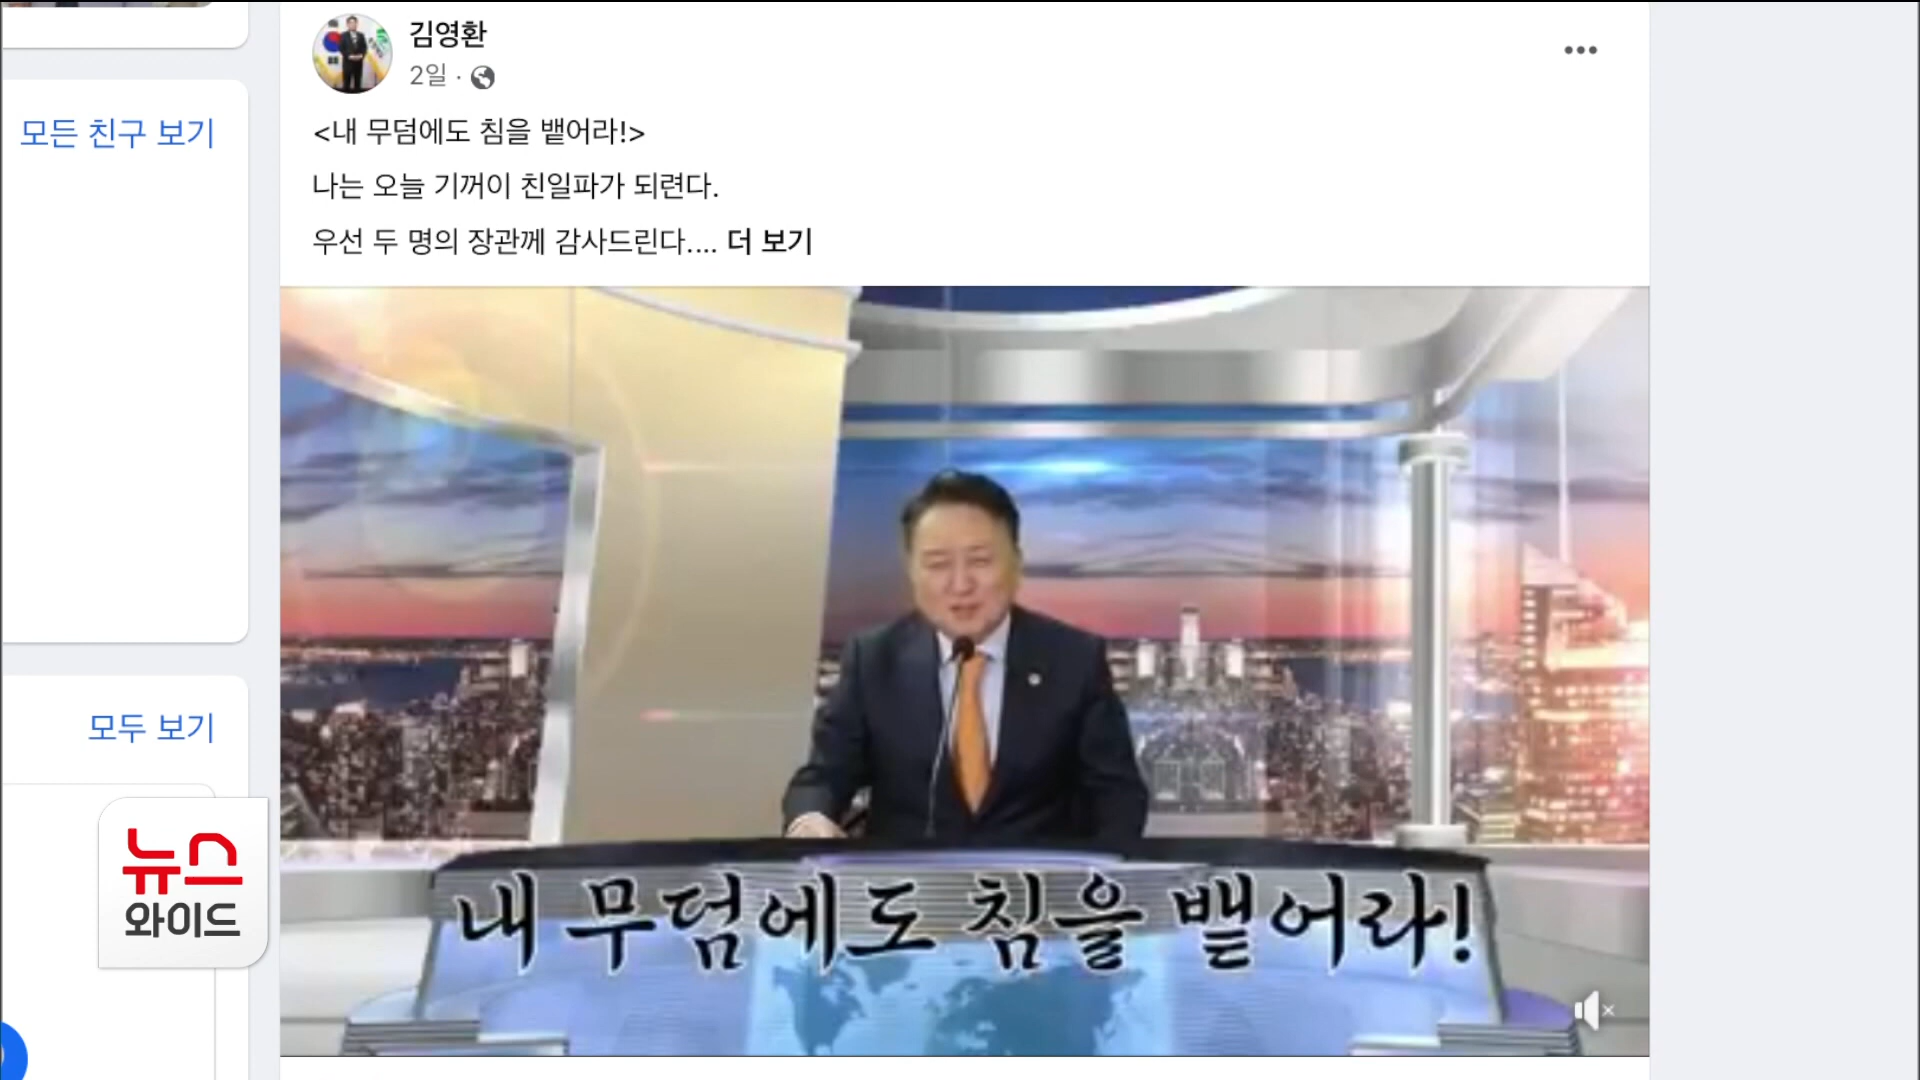 김영환
2일 ·
<내 무덤에도 침을 뱉어라!>
나는 오늘 기꺼이 친일파가 되련다.
우선 두 명의 장관께 감사드린다.... 더 보기
모든 친구 보기
모두 보기
뉴스
와이드
내 무덤에도 침을 뱉어라!